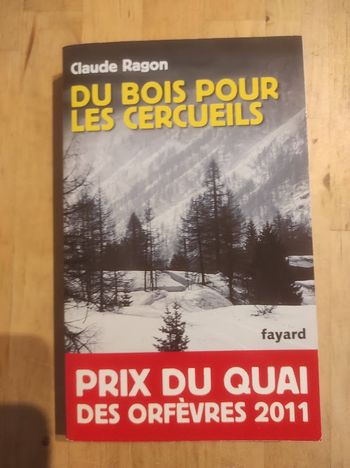 Claude Ragon
DU BOIS POUR
LES CERCUEILS
fayard
PRIX DU QUAI
DES ORFÈVRES 2011